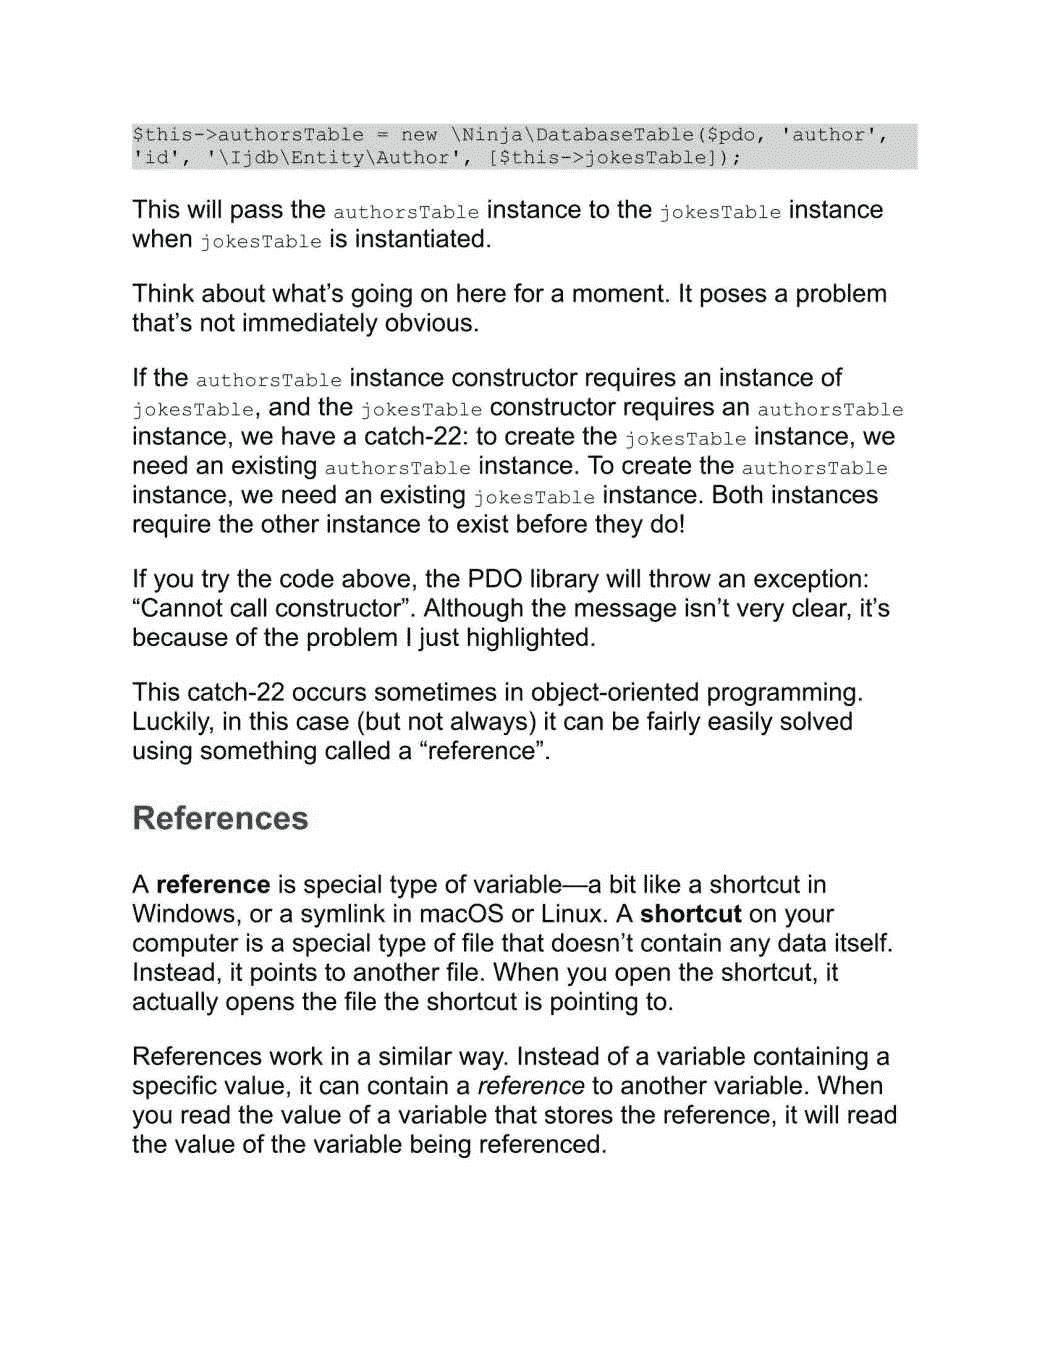 $this->authorsTable = new \Ninja\DatabaseTable($pdo, 'author',
'id', '\Ijdb\Entity\Author', [$this->jokesTable]);
This will pass the authorsTable instance to the jokesTable instance
when jokesTable is instantiated.
Think about what’s going on here for a moment. It poses a problem
that’s not immediately obvious.
If the authorsTable instance constructor requires an instance of
jokesTable, and the jokesTable constructor requires an authorsTable
instance, we have a catch-22: to create the jokesTable instance, we
need an existing authorsTable instance. To create the authorsTable
instance, we need an existing jokesTable instance. Both instances
require the other instance to exist before they do!
If you try the code above, the PDO library will throw an exception:
“Cannot call constructor”. Although the message isn’t very clear, it’s
because of the problem I just highlighted.
This catch-22 occurs sometimes in object-oriented programming.
Luckily, in this case (but not always) it can be fairly easily solved
using something called a “reference”.
References
A reference is special type of variable—a bit like a shortcut in
Windows, or a symlink in macOS or Linux. A shortcut on your
computer is a special type of file that doesn’t contain any data itself.
Instead, it points to another file. When you open the shortcut, it
actually opens the file the shortcut is pointing to.
References work in a similar way. Instead of a variable containing a
specific value, it can contain a reference to another variable. When
you read the value of a variable that stores the reference, it will read
the value of the variable being referenced.